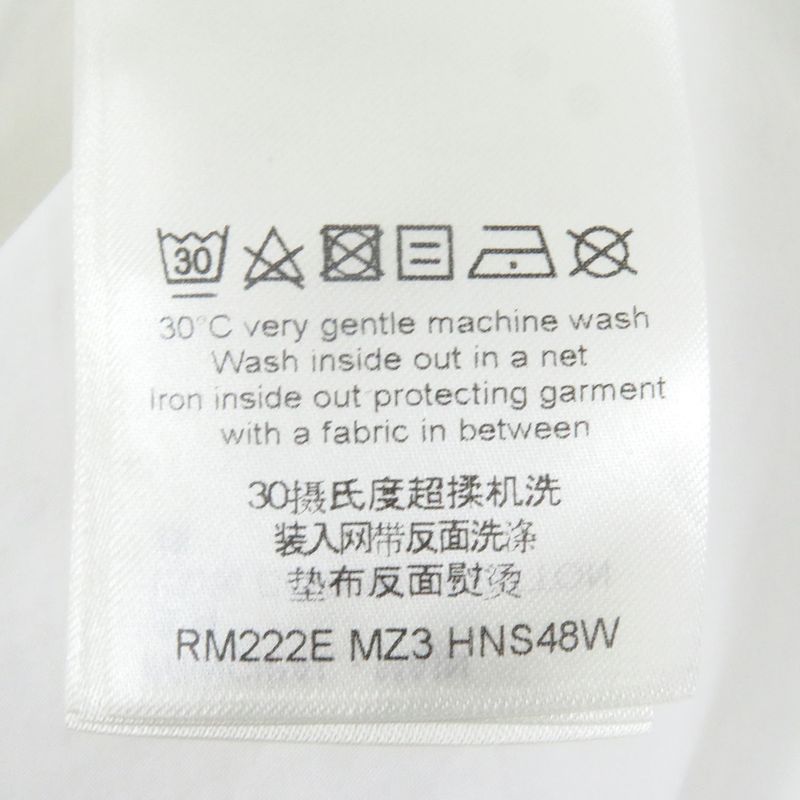 30
30°C very gentle machine wash
Wash inside out in a net
Iron inside out protecting garment
with a fabric in between
30摄氏度超揉机洗
装入网带反面洗涤
垫布反面熨烫
RM222E MZ3 HNS48W